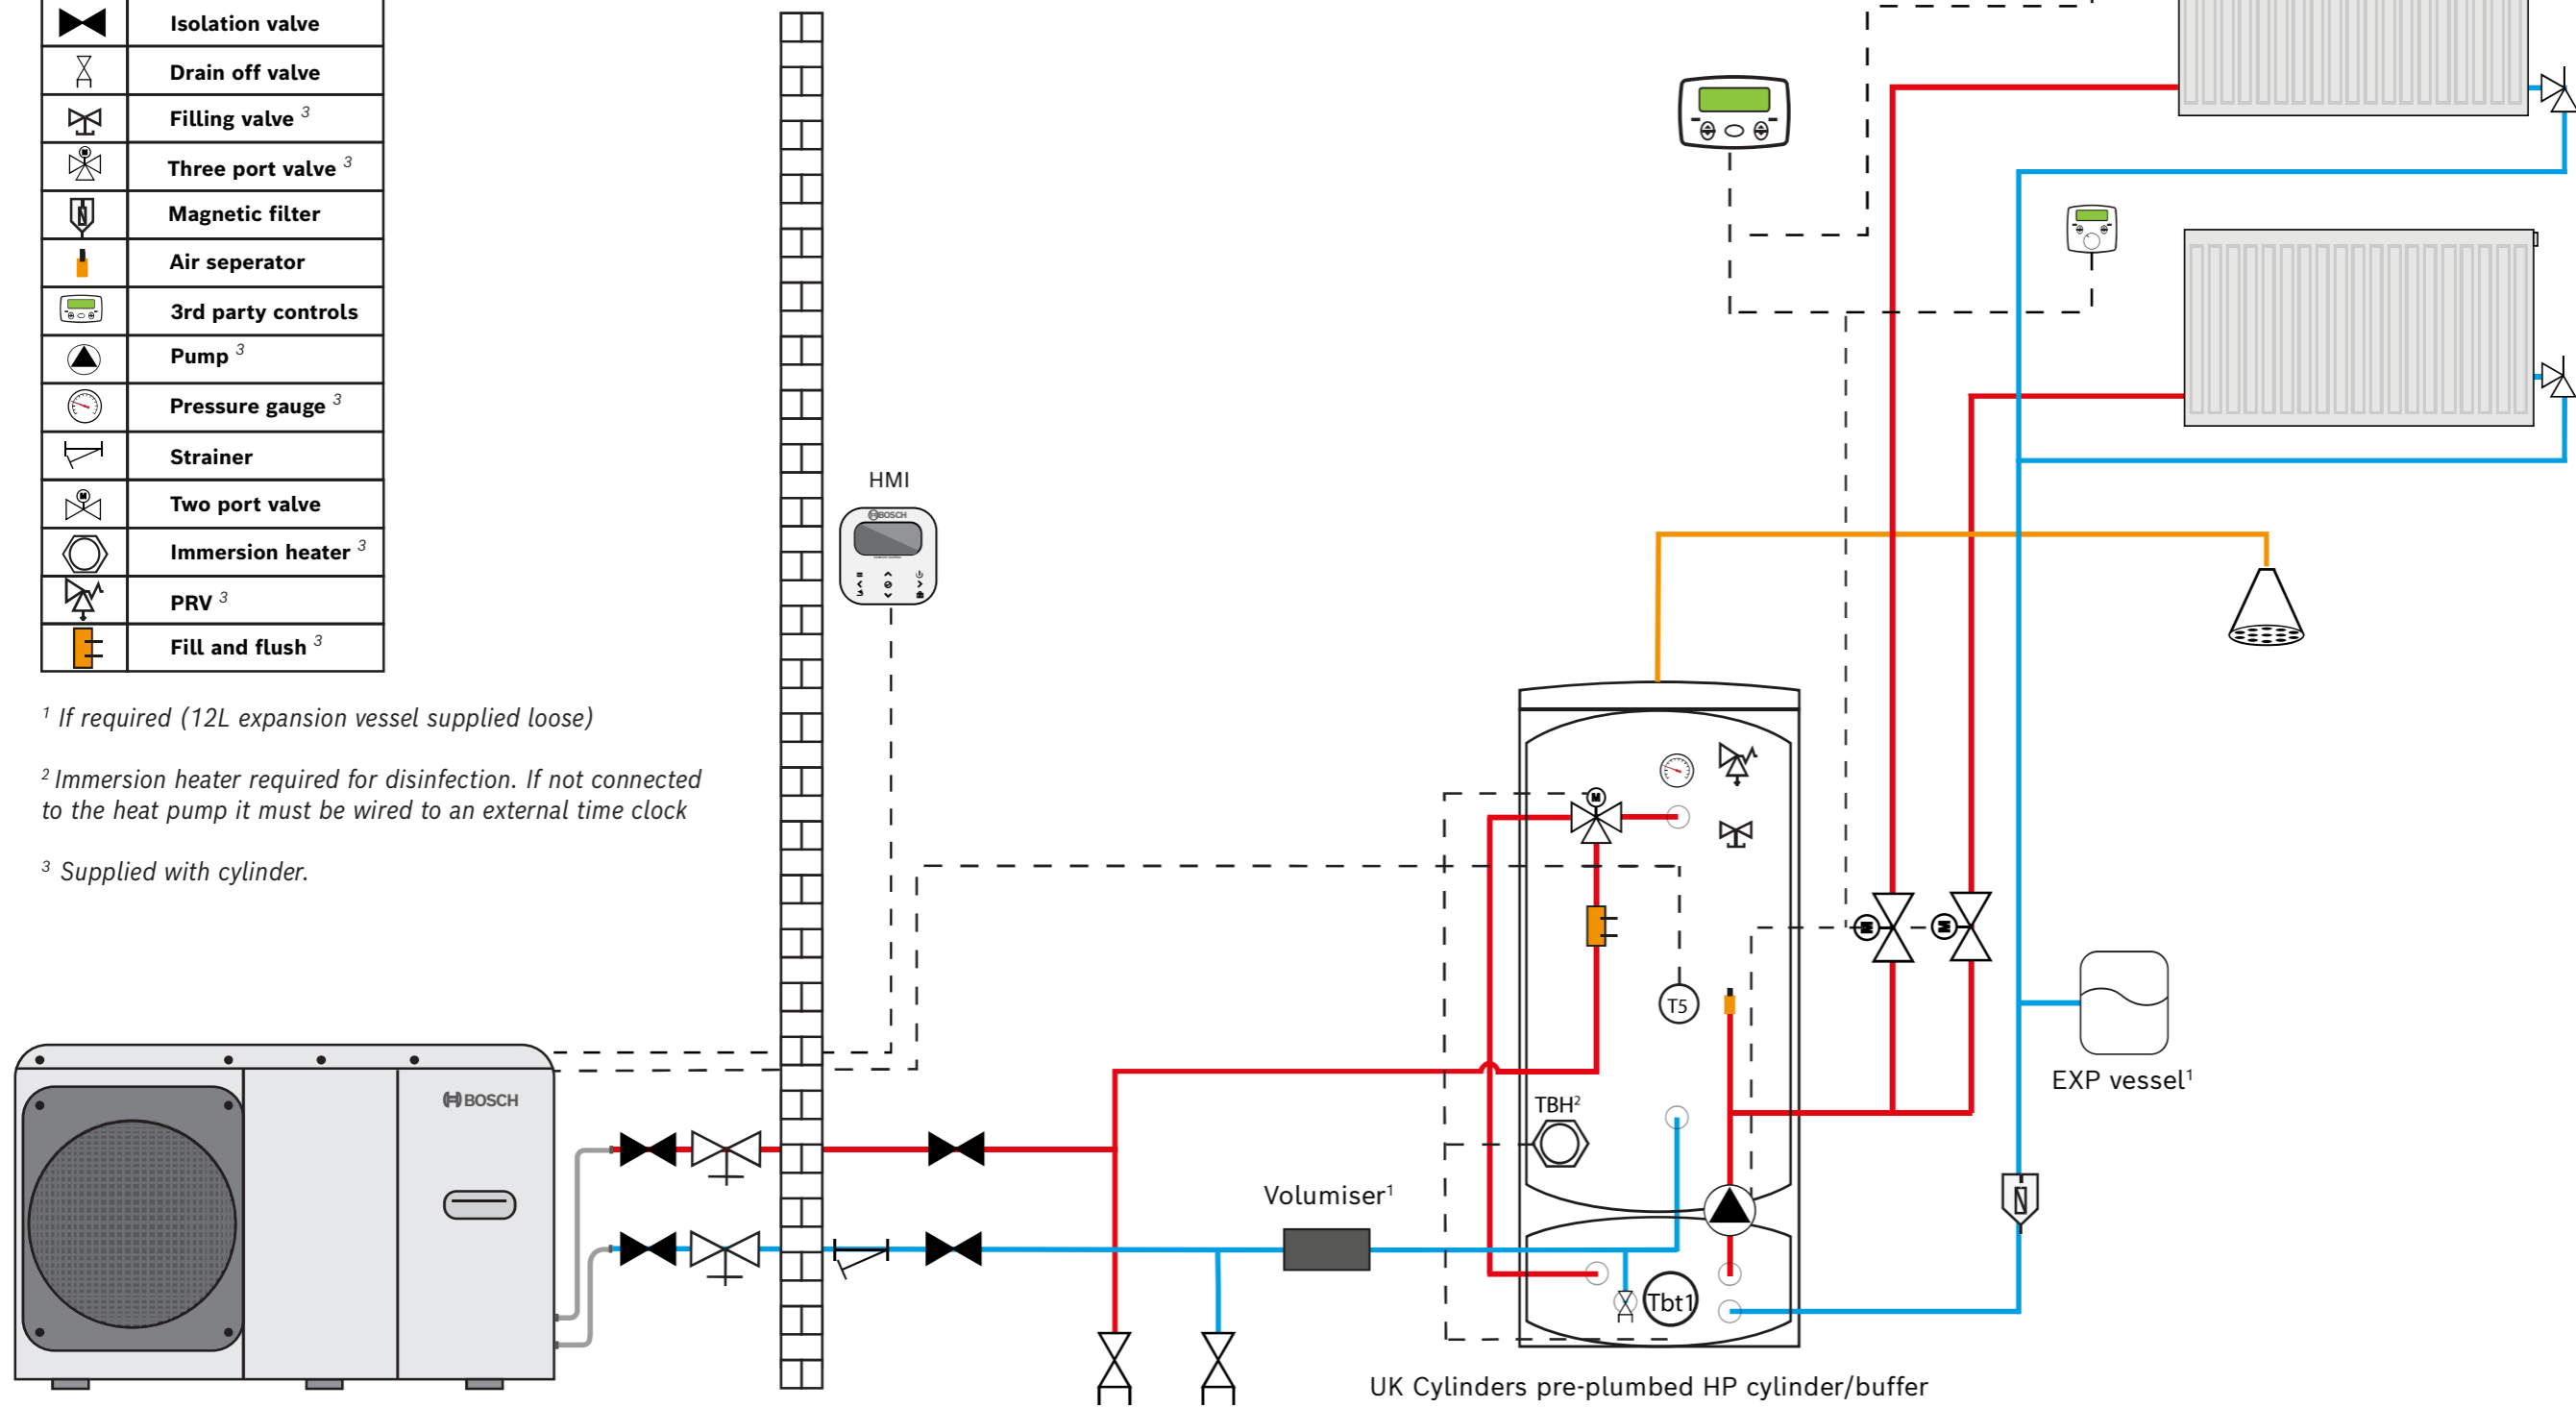 Isolation valve
Drain off valve
Filling valve ³
Three port valve ³
Magnetic filter
Air seperator
3rd party controls
Pump ³
Pressure gauge ³
Strainer
Two port valve
Immersion heater ³
PRV ³
Fill and flush ³
¹ If required (12L expansion vessel supplied loose)
² Immersion heater required for disinfection. If not connected
to the heat pump it must be wired to an external time clock
³ Supplied with cylinder.
HMI
BOSCH
BOSCH
M
T5
M
M
TBH²
Volumiser¹
Tbt1
EXP vessel¹
UK Cylinders pre-plumbed HP cylinder/buffer